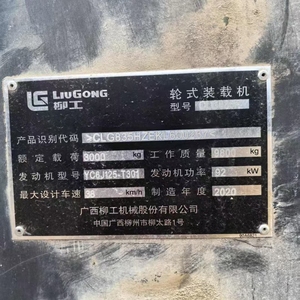 LIUGONG
柳工
轮式装载机
型号
产品识别代码
额定载荷 3000 kg 工作质量 kg
发动机型号 YC6J125-T301 发动机功率 92 kW
最大设计车速 38 km/h 制造年度 2020
广西柳工机械股份有限公司
中国广西柳州市柳太路1号